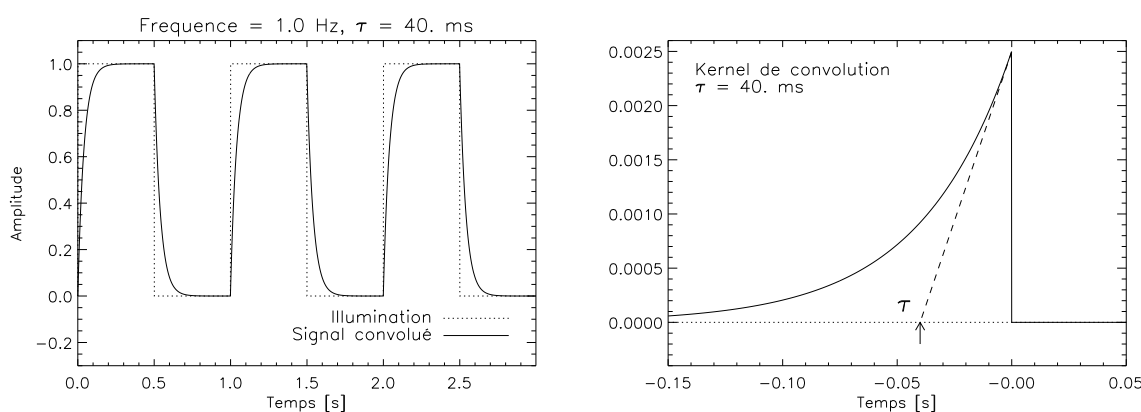 Frequence = 1.0 Hz, τ = 40. ms
1.0
0.8
0.6
0.4
0.2
0.0
−0.2
Amplitude
Illumination
Signal convolué
0.0 0.5 1.0 1.5 2.0 2.5
Temps [s]
Kernel de convolution
τ = 40. ms
0.0025
0.0020
0.0015
0.0010
0.0005
0.0000
τ
−0.15 −0.10 −0.05 −0.00 0.05
Temps [s]